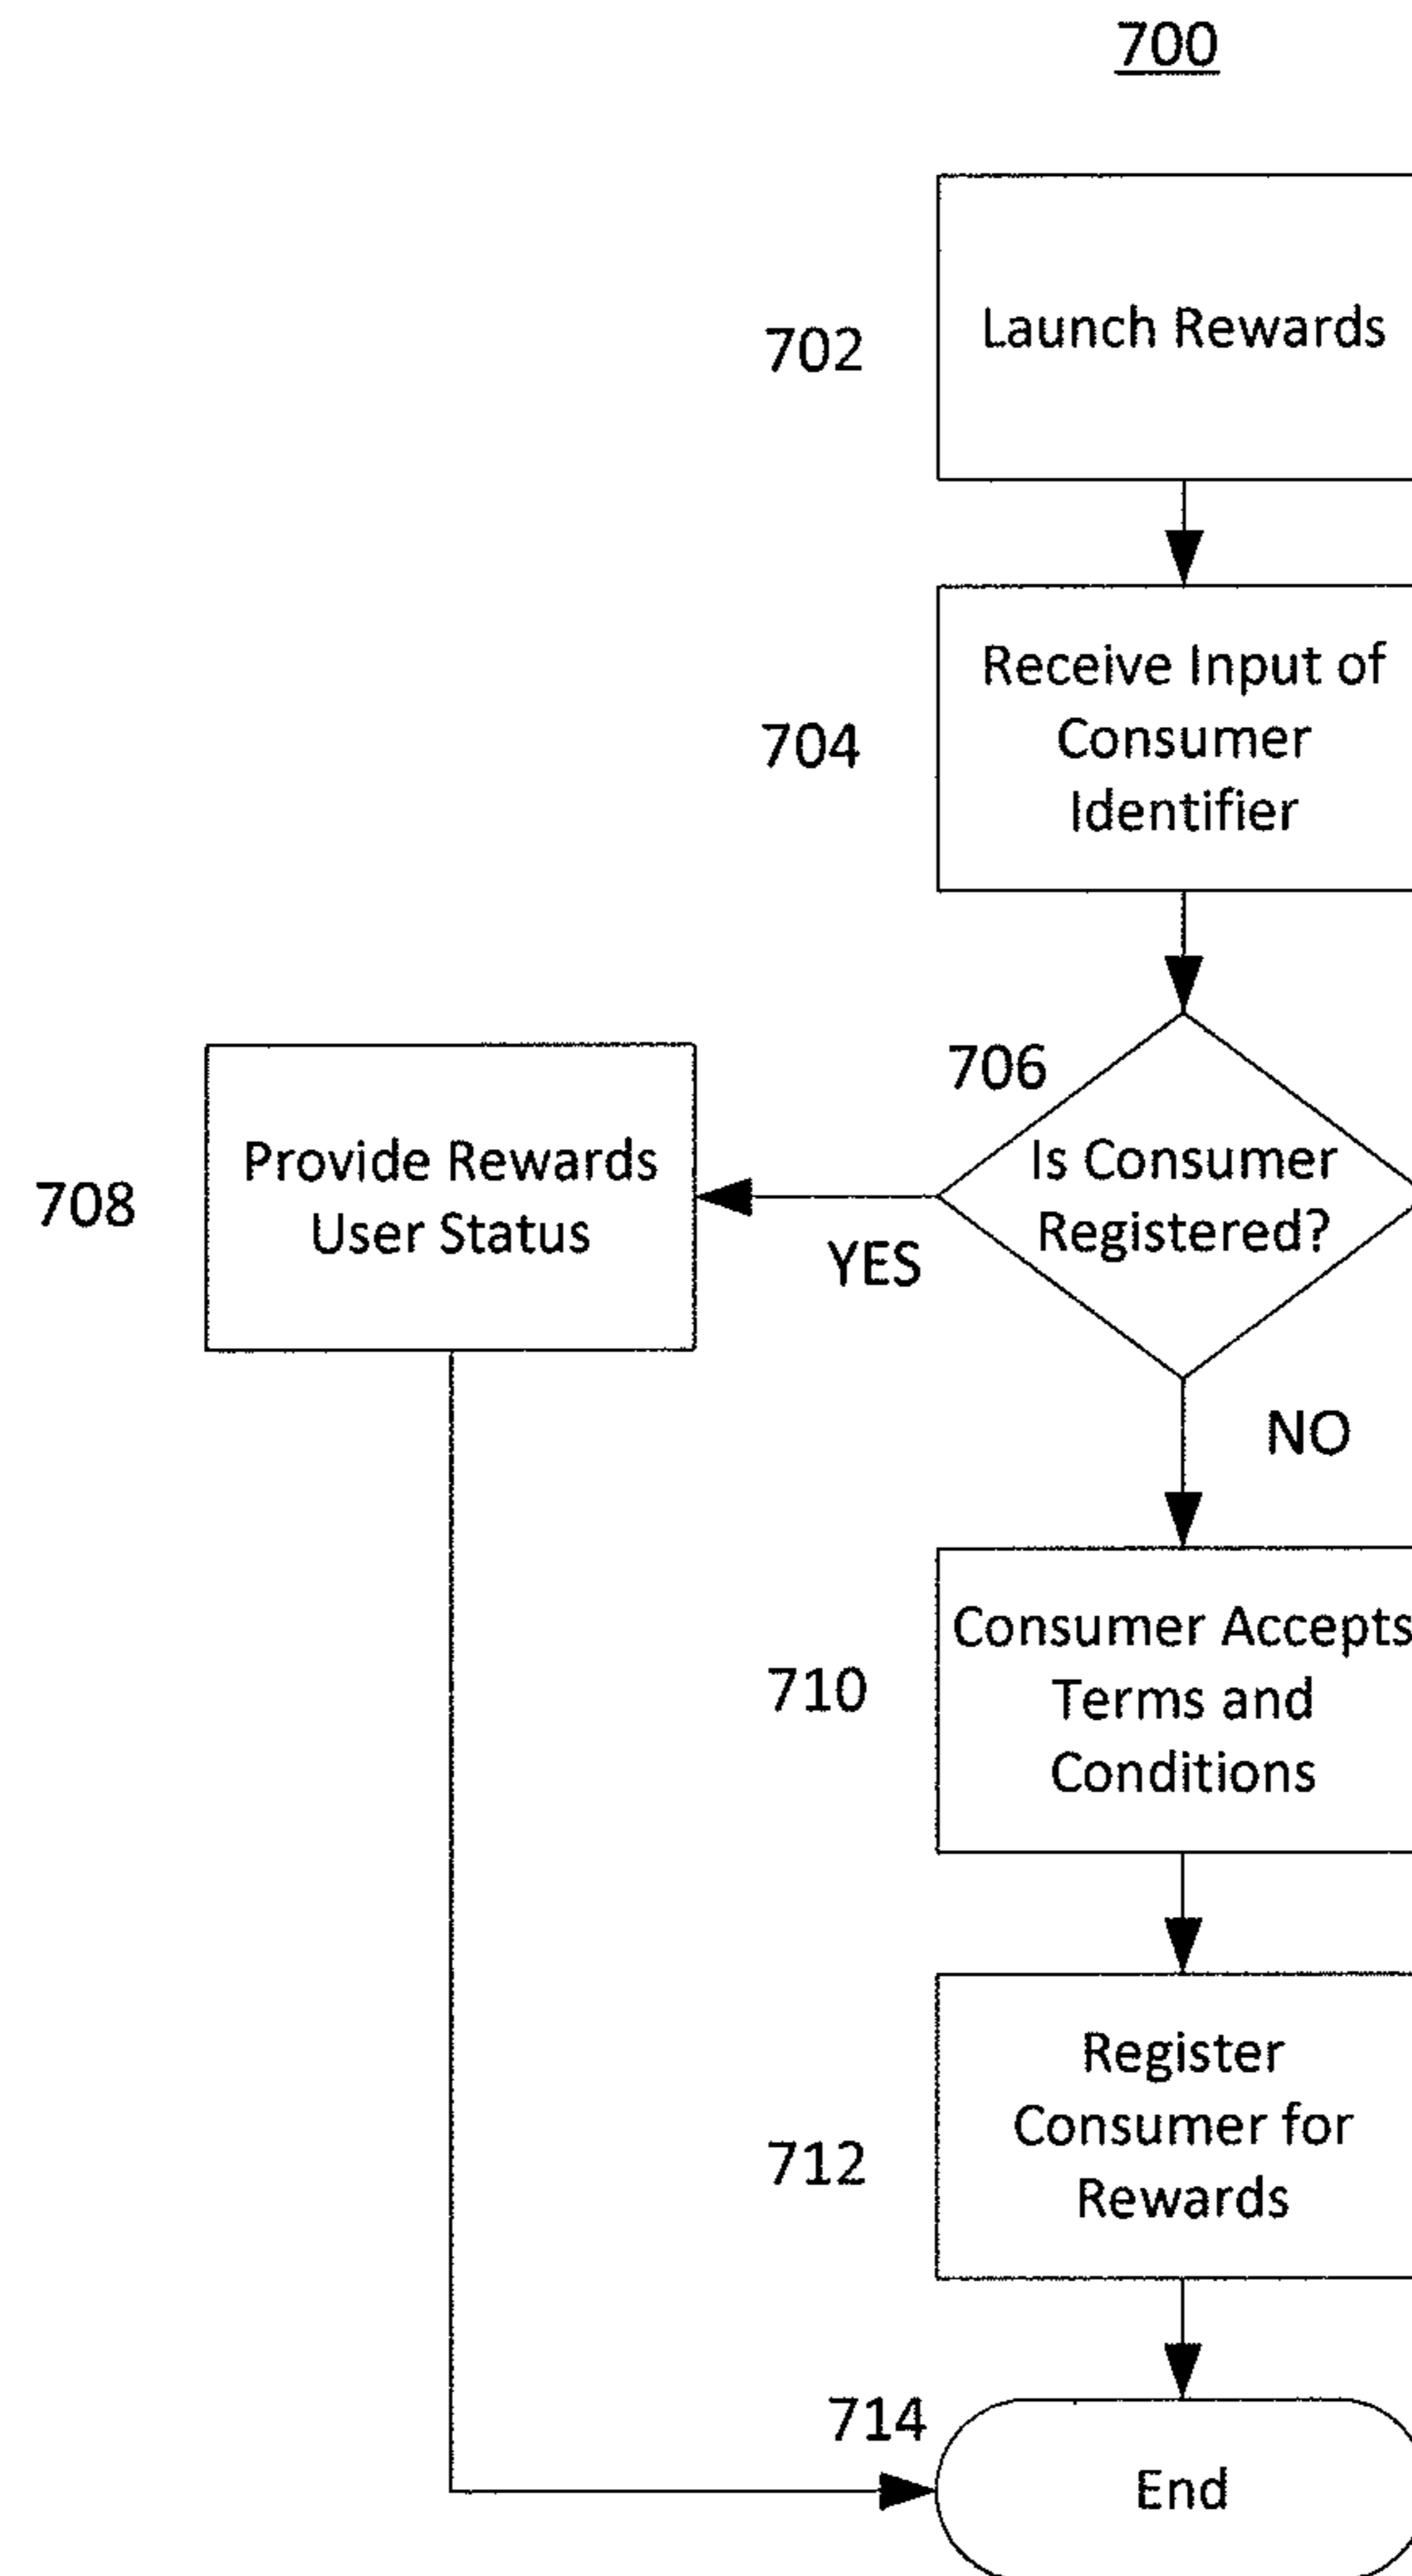 700
702
Launch Rewards
704
Receive Input of
Consumer
Identifier
706
Is Consumer
Registered?
708
Provide Rewards
User Status
YES
NO
710
Consumer Accepts
Terms and
Conditions
712
Register
Consumer for
Rewards
714
End